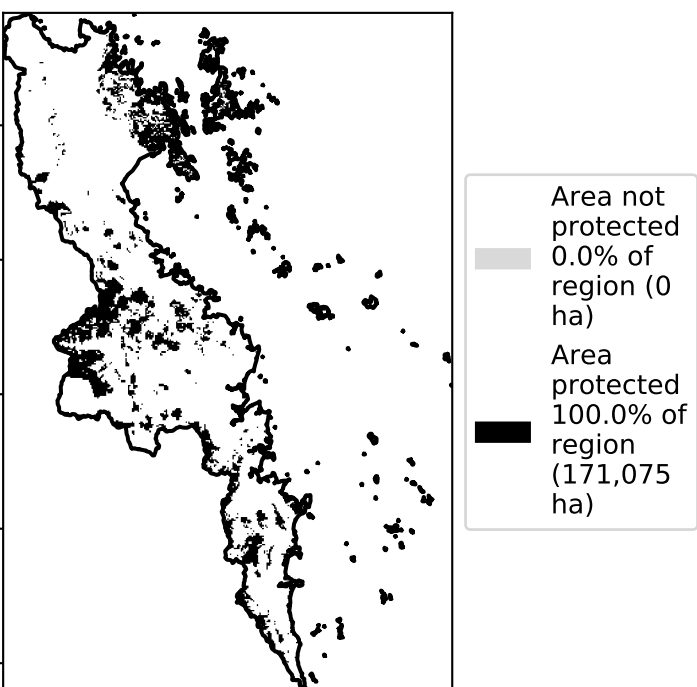 Area not
protected
0.0% of
region (0
ha)
Area
protected
100.0% of
region
(171,075
ha)